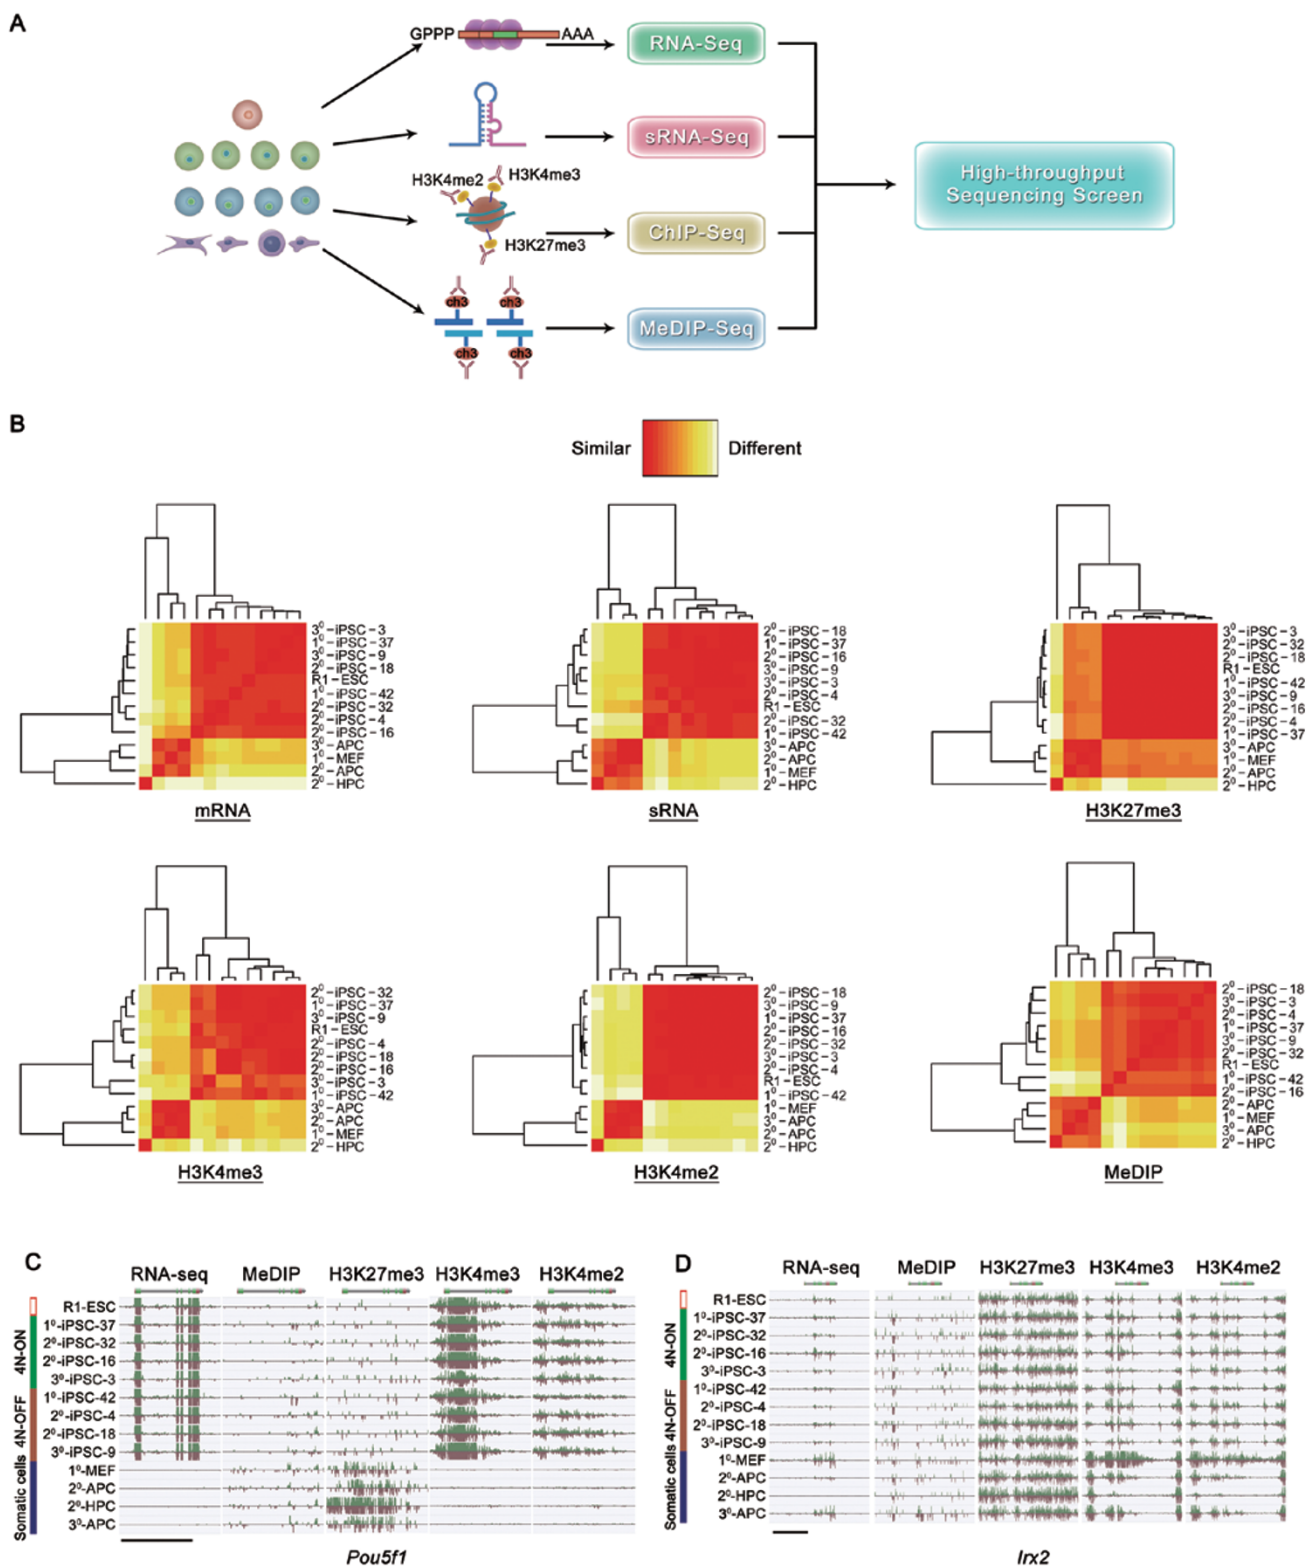 A
GPPP AAA
RNA-Seq
sRNA-Seq
H3K4me2
H3K4me3
H3K27me3
ChIP-Seq
ch3 ch3
ch3 ch3
MeDIP-Seq
High-throughput
Sequencing Screen
B
Similar Different
3⁰-iPSC-3
1⁰-iPSC-37
3⁰-iPSC-9
2⁰-iPSC-18
R1-ESC
1⁰-iPSC-42
2⁰-iPSC-32
2⁰-iPSC-4
2⁰-iPSC-16
3⁰-APC
1⁰-MEF
2⁰-APC
2⁰-HPC
mRNA
2⁰-iPSC-18
1⁰-iPSC-37
2⁰-iPSC-16
3⁰-iPSC-9
3⁰-iPSC-3
2⁰-iPSC-4
R1-ESC
2⁰-iPSC-32
1⁰-iPSC-42
3⁰-APC
2⁰-APC
1⁰-MEF
2⁰-HPC
sRNA
3⁰-iPSC-3
2⁰-iPSC-32
2⁰-iPSC-18
R1-ESC
1⁰-iPSC-42
3⁰-iPSC-9
2⁰-iPSC-16
2⁰-iPSC-4
1⁰-iPSC-37
3⁰-APC
1⁰-MEF
2⁰-APC
2⁰-HPC
H3K27me3
2⁰-iPSC-32
1⁰-iPSC-37
3⁰-iPSC-9
R1-ESC
2⁰-iPSC-4
2⁰-iPSC-18
2⁰-iPSC-16
3⁰-iPSC-3
1⁰-iPSC-42
3⁰-APC
2⁰-APC
1⁰-MEF
2⁰-HPC
H3K4me3
2⁰-iPSC-18
3⁰-iPSC-9
1⁰-iPSC-37
2⁰-iPSC-16
2⁰-iPSC-32
3⁰-iPSC-3
2⁰-iPSC-4
R1-ESC
1⁰-iPSC-42
1⁰-MEF
3⁰-APC
2⁰-APC
2⁰-HPC
H3K4me2
2⁰-iPSC-18
3⁰-iPSC-3
2⁰-iPSC-4
1⁰-iPSC-37
3⁰-iPSC-9
2⁰-iPSC-32
R1-ESC
1⁰-iPSC-42
2⁰-iPSC-16
2⁰-APC
1⁰-MEF
3⁰-APC
2⁰-HPC
MeDIP
C
RNA-seq MeDIP H3K27me3 H3K4me3 H3K4me2
R1-ESC
1⁰-iPSC-37
2⁰-iPSC-32
2⁰-iPSC-16
3⁰-iPSC-3
1⁰-iPSC-42
2⁰-iPSC-4
2⁰-iPSC-18
3⁰-iPSC-9
1⁰-MEF
2⁰-APC
2⁰-HPC
3⁰-APC
4N-ON
4N-OFF
Somatic cells
Pou5f1
D
RNA-seq MeDIP H3K27me3 H3K4me3 H3K4me2
R1-ESC
1⁰-iPSC-37
2⁰-iPSC-32
2⁰-iPSC-16
3⁰-iPSC-3
1⁰-iPSC-42
2⁰-iPSC-4
2⁰-iPSC-18
3⁰-iPSC-9
1⁰-MEF
2⁰-APC
2⁰-HPC
3⁰-APC
4N-ON
4N-OFF
Somatic cells
Irx2